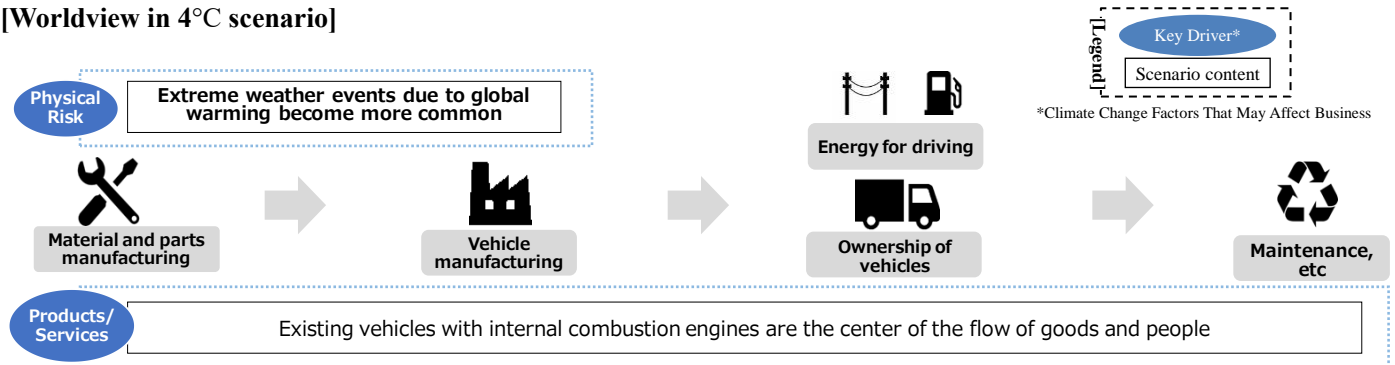 [Worldview in 4°C scenario]
[Legend]
Key Driver*
Scenario content
*Climate Change Factors That May Affect Business
Physical
Risk
Extreme weather events due to global
warming become more common
Energy for driving
Material and parts
manufacturing
Vehicle
manufacturing
Ownership of
vehicles
Maintenance,
etc
Products/
Services
Existing vehicles with internal combustion engines are the center of the flow of goods and people